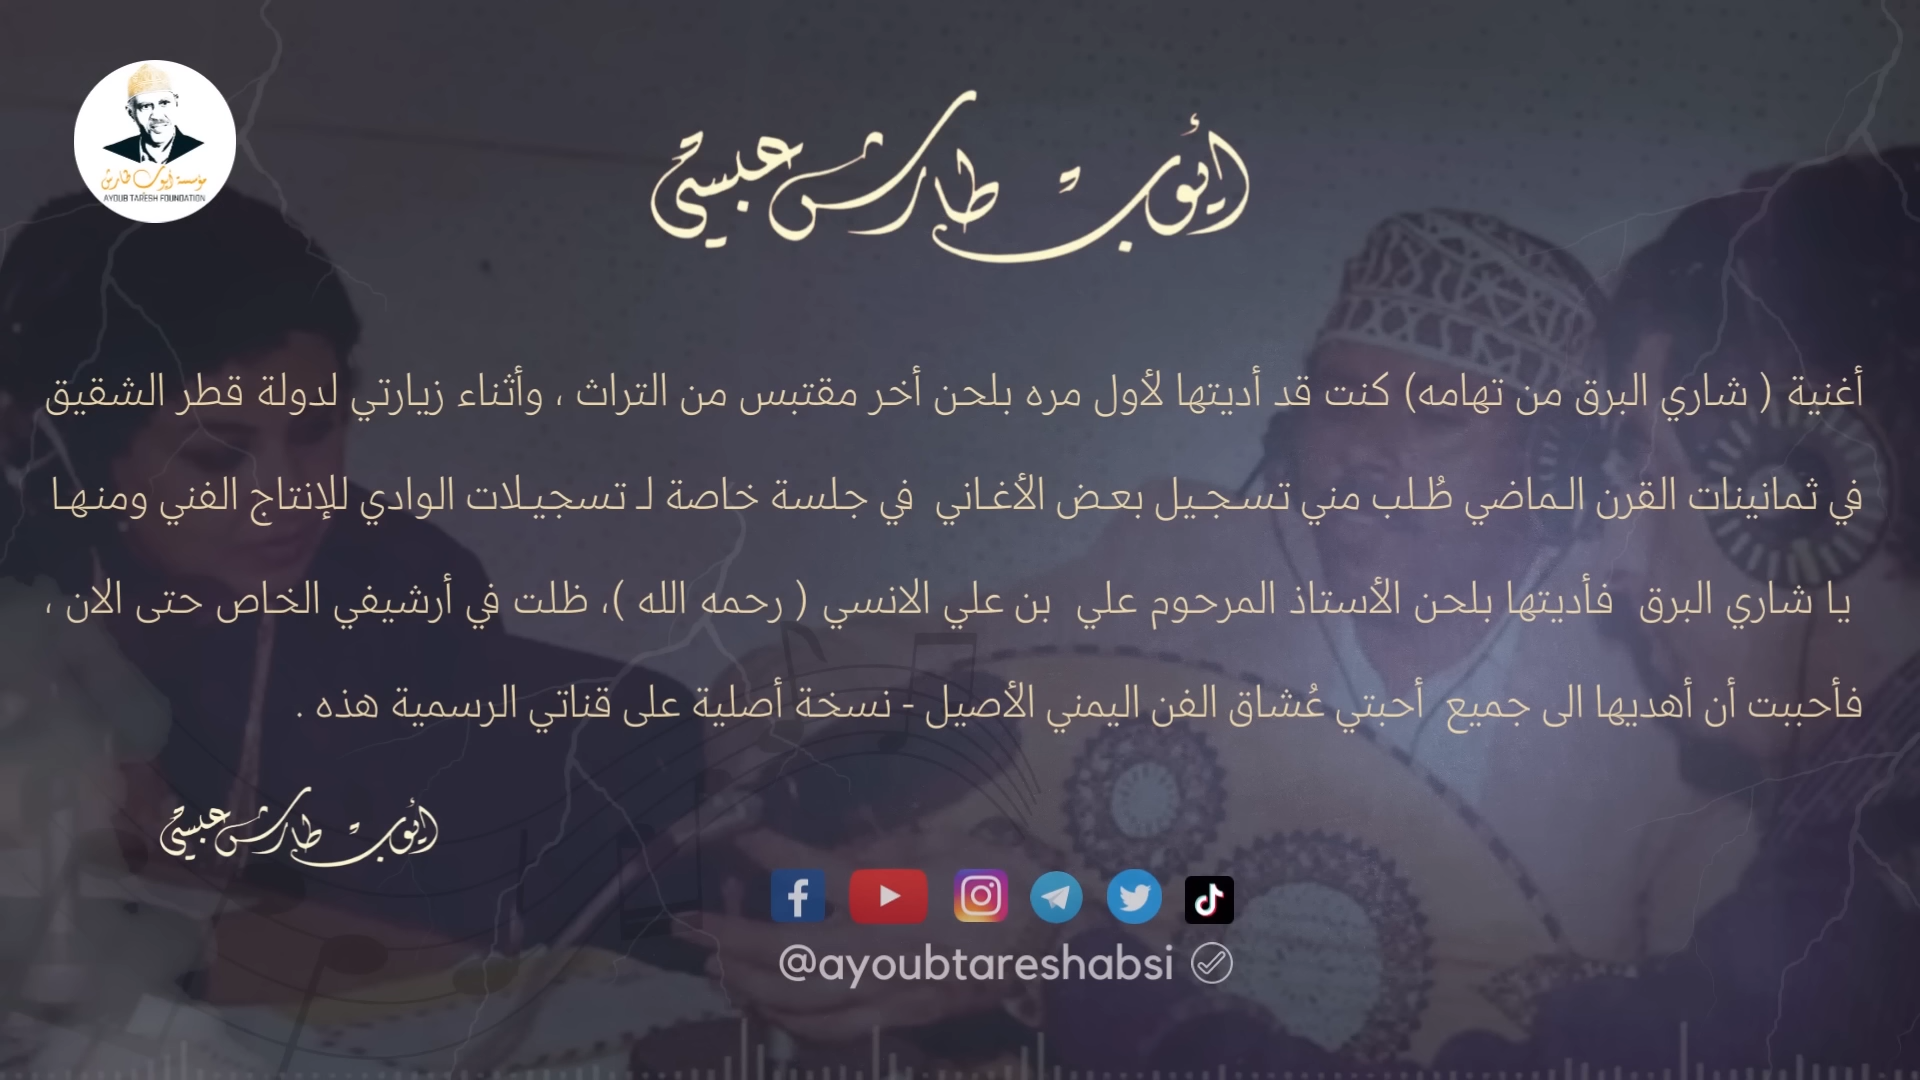 مؤسسة أيوب طارش
AYOUB TARESH FOUNDATION
أيوب طارش عبسي
أغنية ( شاري البرق من تهامه) كنت قد أديتها لأول مره بلحن أخر مقتبس من التراث ، وأثناء زيارتي لدولة قطر الشقيق
في ثمانينات القرن الماضي طُلب مني تسجيل بعض الأغاني في جلسة خاصة لـ تسجيلات الوادي للإنتاج الفني ومنها
يا شاري البرق فأديتها بلحن الأستاذ المرحوم علي بن علي الانسي ( رحمه الله )، ظلت في أرشيفي الخاص حتى الان ،
فأحببت أن أهديها الى جميع أحبتي عُشاق الفن اليمني الأصيل - نسخة أصلية على قناتي الرسمية هذه .
أيوب طارش عبسي
@ayoubtareshabsi